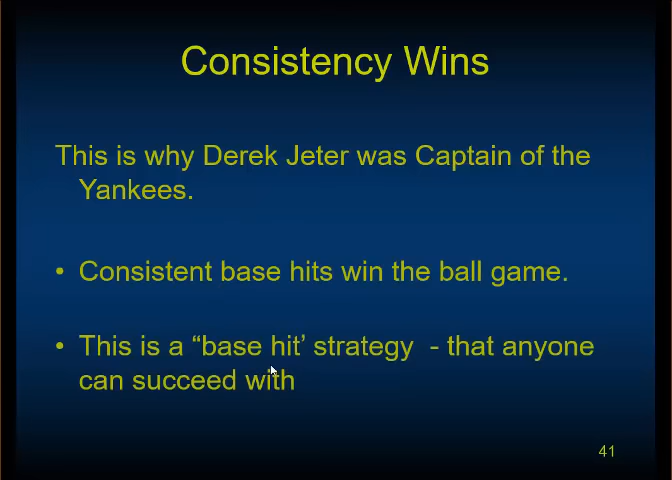 Consistency Wins
This is why Derek Jeter was Captain of the
Yankees.
• Consistent base hits win the ball game.
• This is a “base hit’ strategy  - that anyone
can succeed with
41